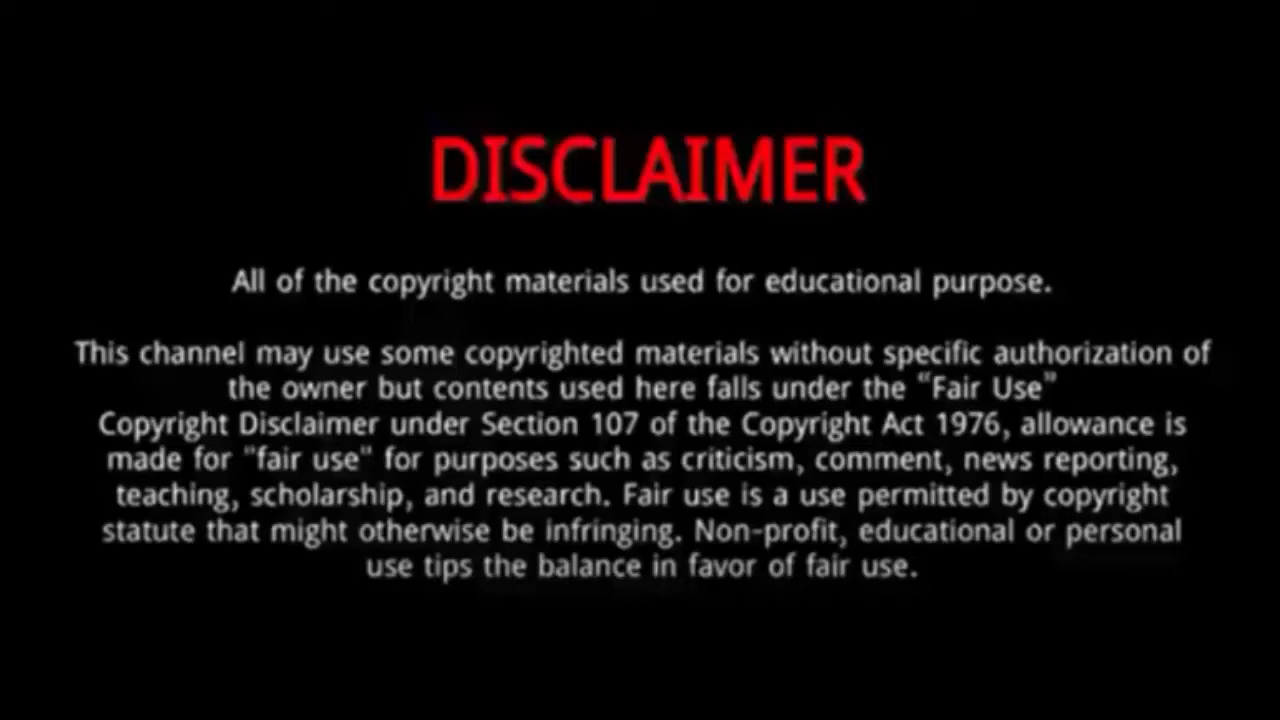 DISCLAIMER
All of the copyright materials used for educational purpose.
This channel may use some copyrighted materials without specific authorization of
the owner but contents used here falls under the “Fair Use”
Copyright Disclaimer under Section 107 of the Copyright Act 1976, allowance is
made for "fair use" for purposes such as criticism, comment, news reporting,
teaching, scholarship, and research. Fair use is a use permitted by copyright
statute that might otherwise be infringing. Non-profit, educational or personal
use tips the balance in favor of fair use.